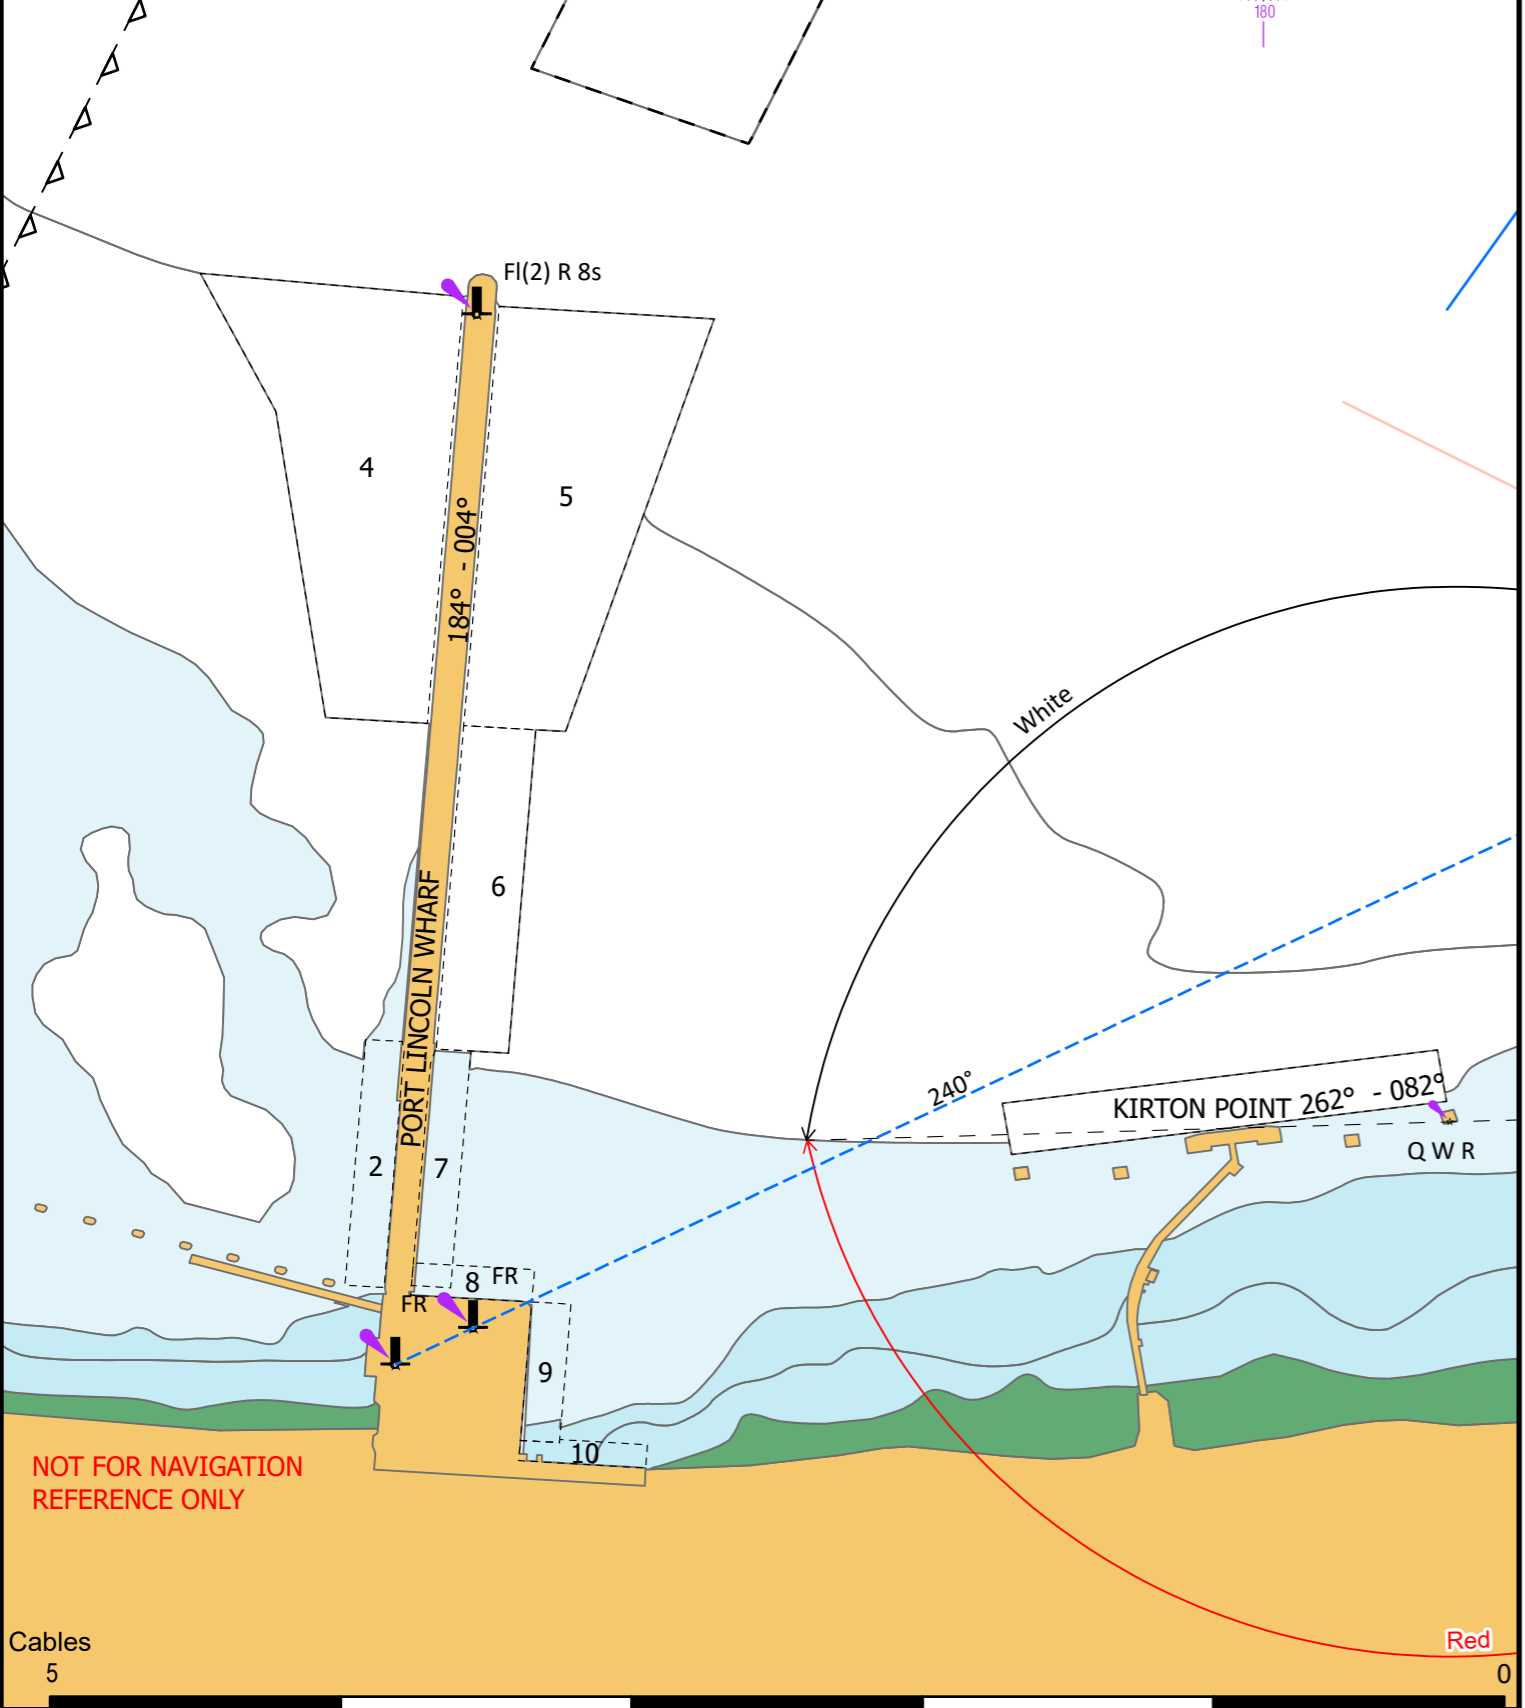 180
Fl(2) R 8s
4
5
184° - 004°
White
6
PORT LINCOLN WHARF
240°
KIRTON POINT 262° - 082°
Q W R
2
7
8
FR
FR
9
10
NOT FOR NAVIGATION
REFERENCE ONLY
Cables
Red
5
0